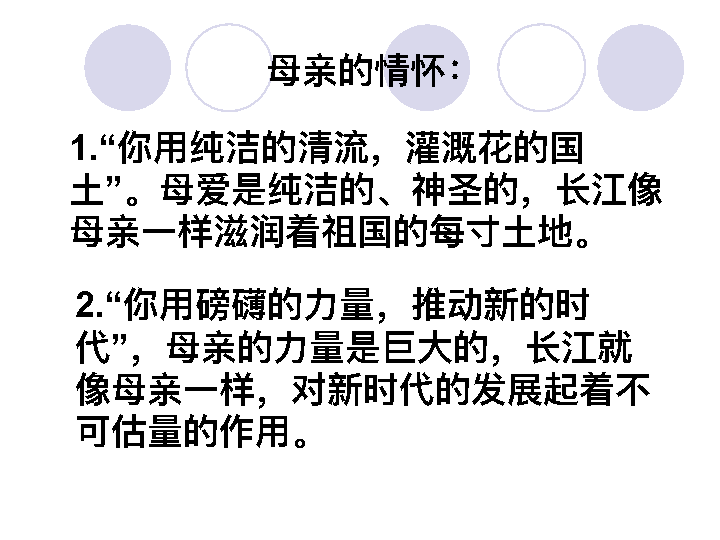 母亲的情怀：
1.“你用纯洁的清流，灌溉花的国
土”。母爱是纯洁的、神圣的，长江像
母亲一样滋润着祖国的每寸土地。
2.“你用磅礴的力量，推动新的时
代”，母亲的力量是巨大的，长江就
像母亲一样，对新时代的发展起着不
可估量的作用。